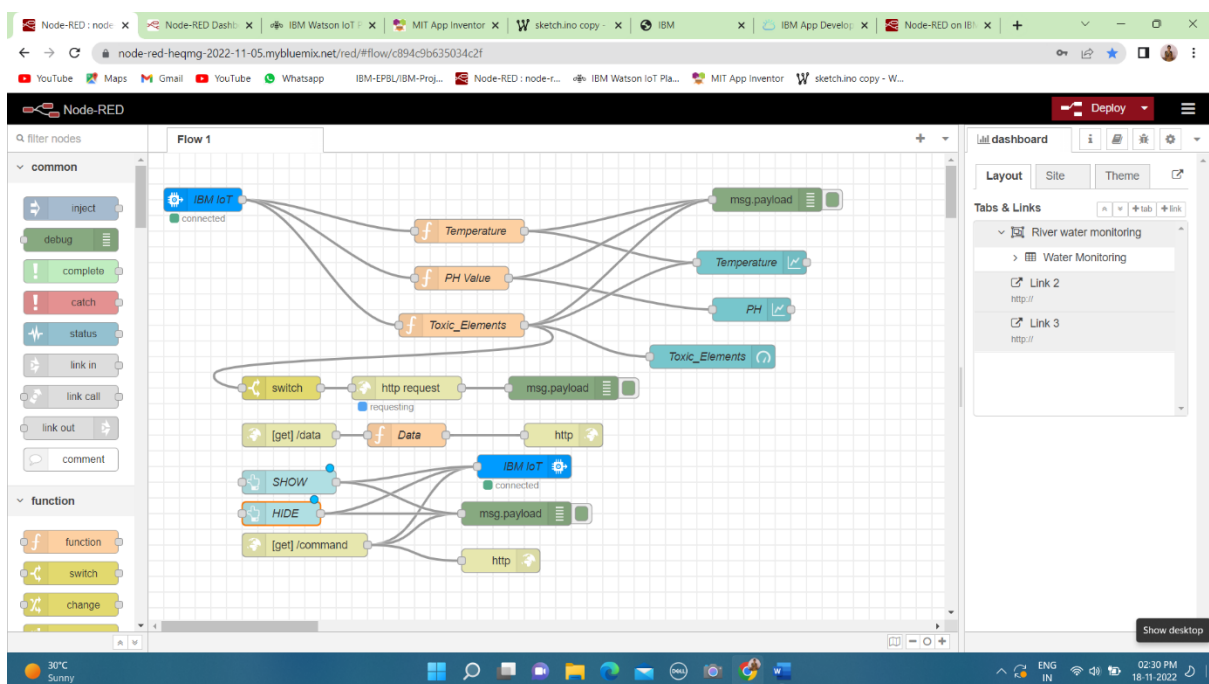 Node-RED : node- Node-RED Dashb IBM Watson IoT P MIT App Inventor sketch.ino copy - IBM IBM App Develop Node-RED on IBM
node-red-heqmg-2022-11-05.mybluemix.net/red/#flow/c894c9b635034c2f
YouTube Maps Gmail YouTube Whatsapp IBM-EPBL/IBM-Proj... Node-RED : node-r... IBM Watson IoT Pla... MIT App Inventor sketch.ino copy - W...
Node-RED Deploy
filter nodes Flow 1 dashboard
common
Layout Site Theme
IBM IoT msg.payload
inject Tabs & Links +tab +link
connected
Temperature River water monitoring
debug
Water Monitoring
complete Temperature
PH Value Link 2
http://
catch PH
Toxic_Elements Link 3
status http://
Toxic_Elements
link in
switch http request msg.payload
link call requesting
link out [get] /data Data http
comment IBM IoT
SHOW connected
function HIDE msg.payload
function [get] /command
http
switch
change
Show desktop
30°C ENG 02:30 PM
Sunny IN 18-11-2022